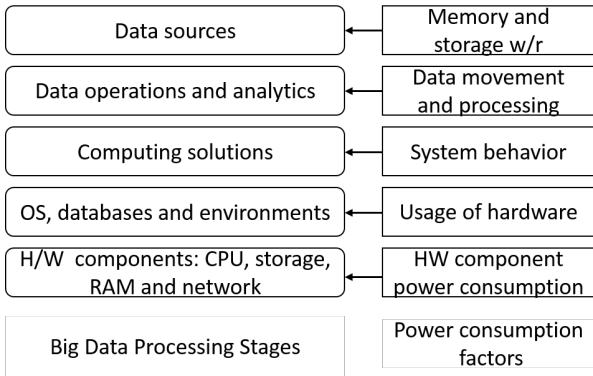 Data sources
Memory and
storage w/r
Data operations and analytics
Data movement
and processing
Computing solutions
System behavior
OS, databases and environments
Usage of hardware
H/W components: CPU, storage,
RAM and network
HW component
power consumption
Big Data Processing Stages
Power consumption
factors